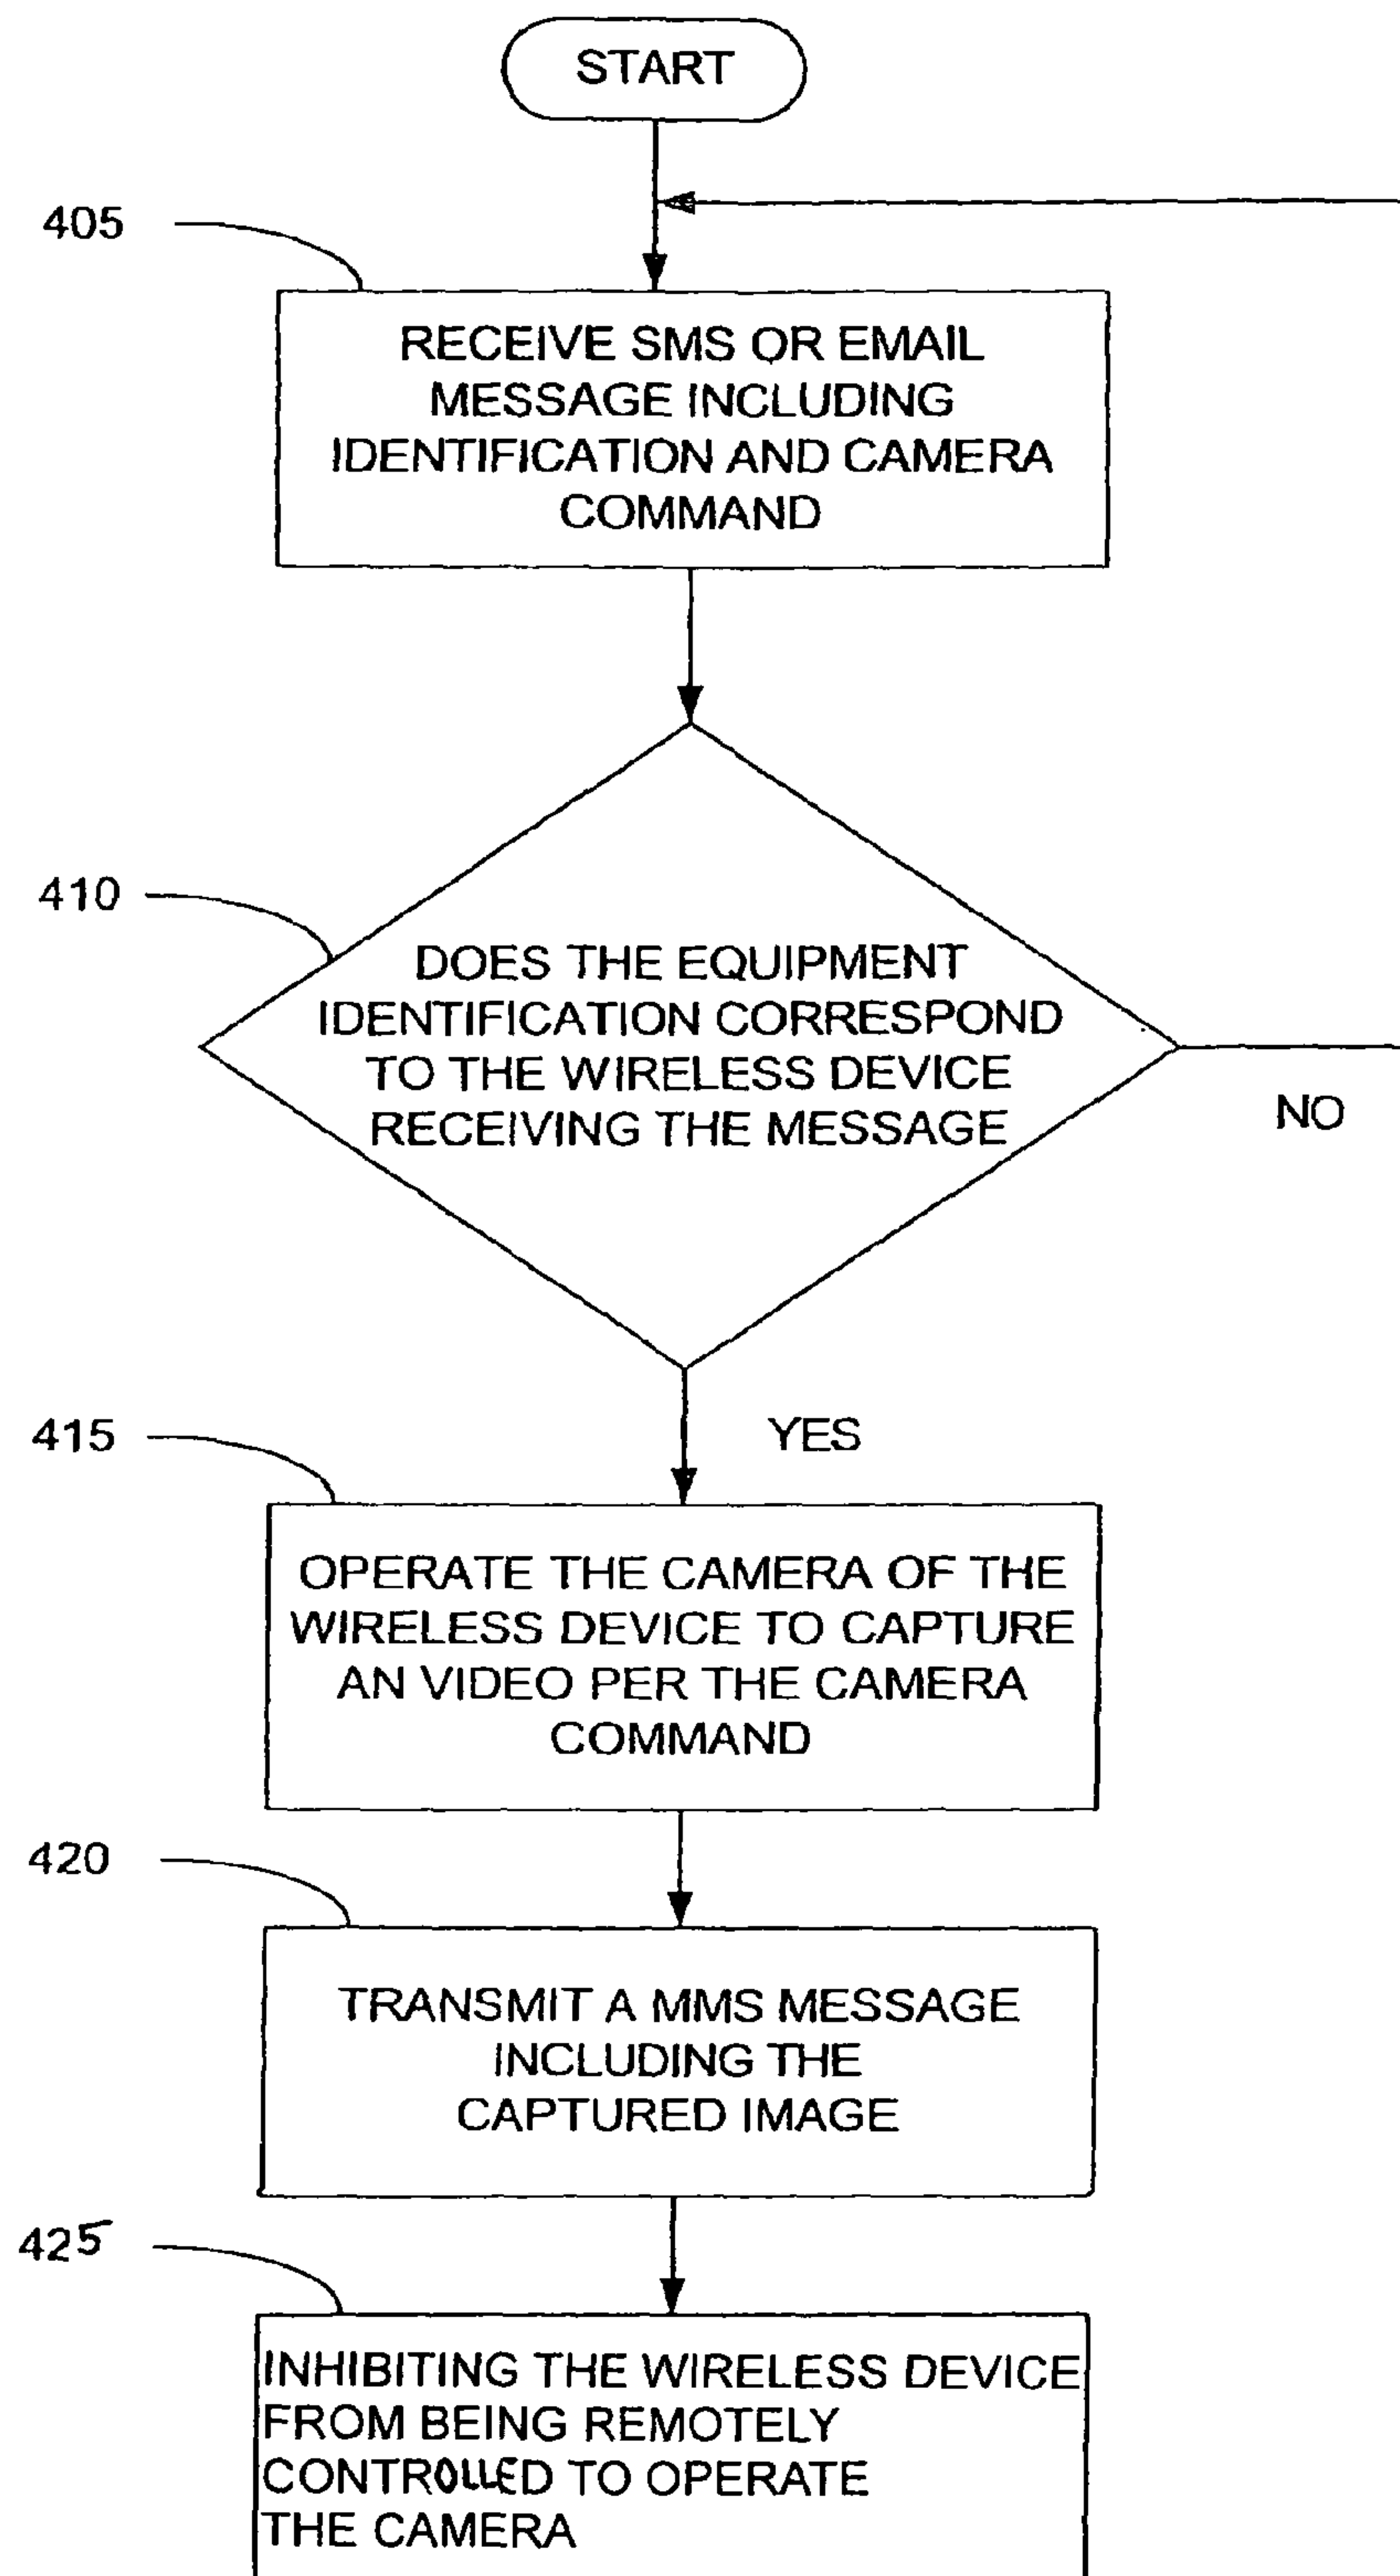 START
405
RECEIVE SMS OR EMAIL
MESSAGE INCLUDING
IDENTIFICATION AND CAMERA
COMMAND
410
DOES THE EQUIPMENT
IDENTIFICATION CORRESPOND
TO THE WIRELESS DEVICE
RECEIVING THE MESSAGE
NO
YES
415
OPERATE THE CAMERA OF THE
WIRELESS DEVICE TO CAPTURE
AN VIDEO PER THE CAMERA
COMMAND
420
TRANSMIT A MMS MESSAGE
INCLUDING THE
CAPTURED IMAGE
425
INHIBITING THE WIRELESS DEVICE
FROM BEING REMOTELY
CONTROLLED TO OPERATE
THE CAMERA